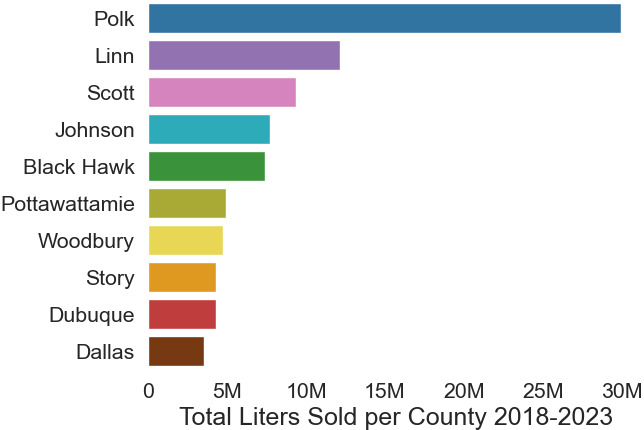 Polk
Linn
Scott
Johnson
Black Hawk
Pottawattamie
Woodbury
Story
Dubuque
Dallas
0 5M 10M 15M 20M 25M 30M
Total Liters Sold per County 2018-2023